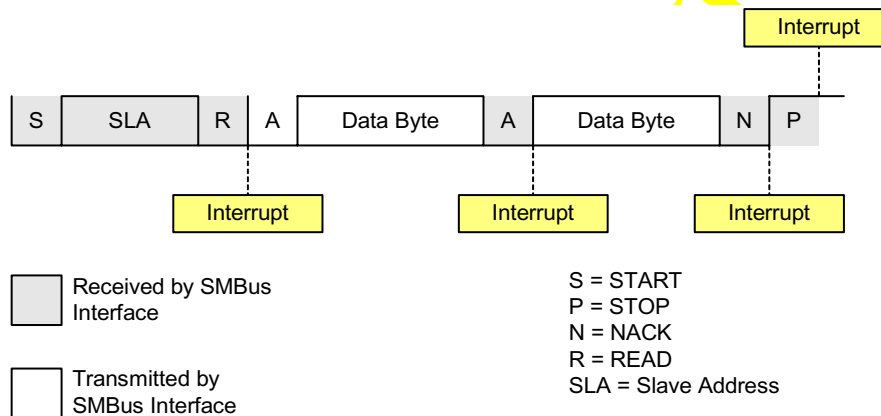 Interrupt
S SLA R A Data Byte A Data Byte N P
Interrupt Interrupt Interrupt
Received by SMBus
Interface
Transmitted by
SMBus Interface
S = START
P = STOP
N = NACK
R = READ
SLA = Slave Address